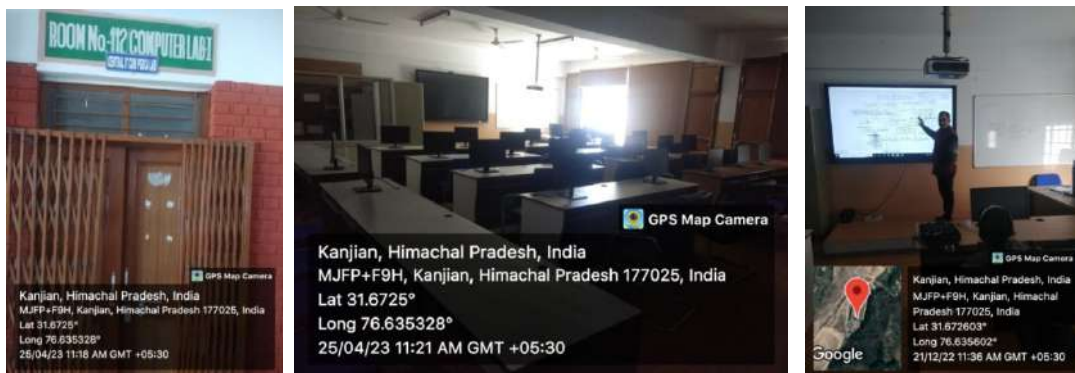 ROOM No.-112 COMPUTER LAB-I
GPS Map Camera
Kanjian, Himachal Pradesh, India
MJFP+F9H, Kanjian, Himachal Pradesh 177025, India
Lat 31.6725°
Long 76.635328°
25/04/23 11:18 AM GMT +05:30
GPS Map Camera
Kanjian, Himachal Pradesh, India
MJFP+F9H, Kanjian, Himachal Pradesh 177025, India
Lat 31.6725°
Long 76.635328°
25/04/23 11:21 AM GMT +05:30
GPS Map Camera
Kanjian, Himachal Pradesh, India
MJFP+F9H, Kanjian, Himachal
Pradesh 177025, India
Lat 31.672603°
Long 76.635602°
21/12/22 11:36 AM GMT +05:30
Google